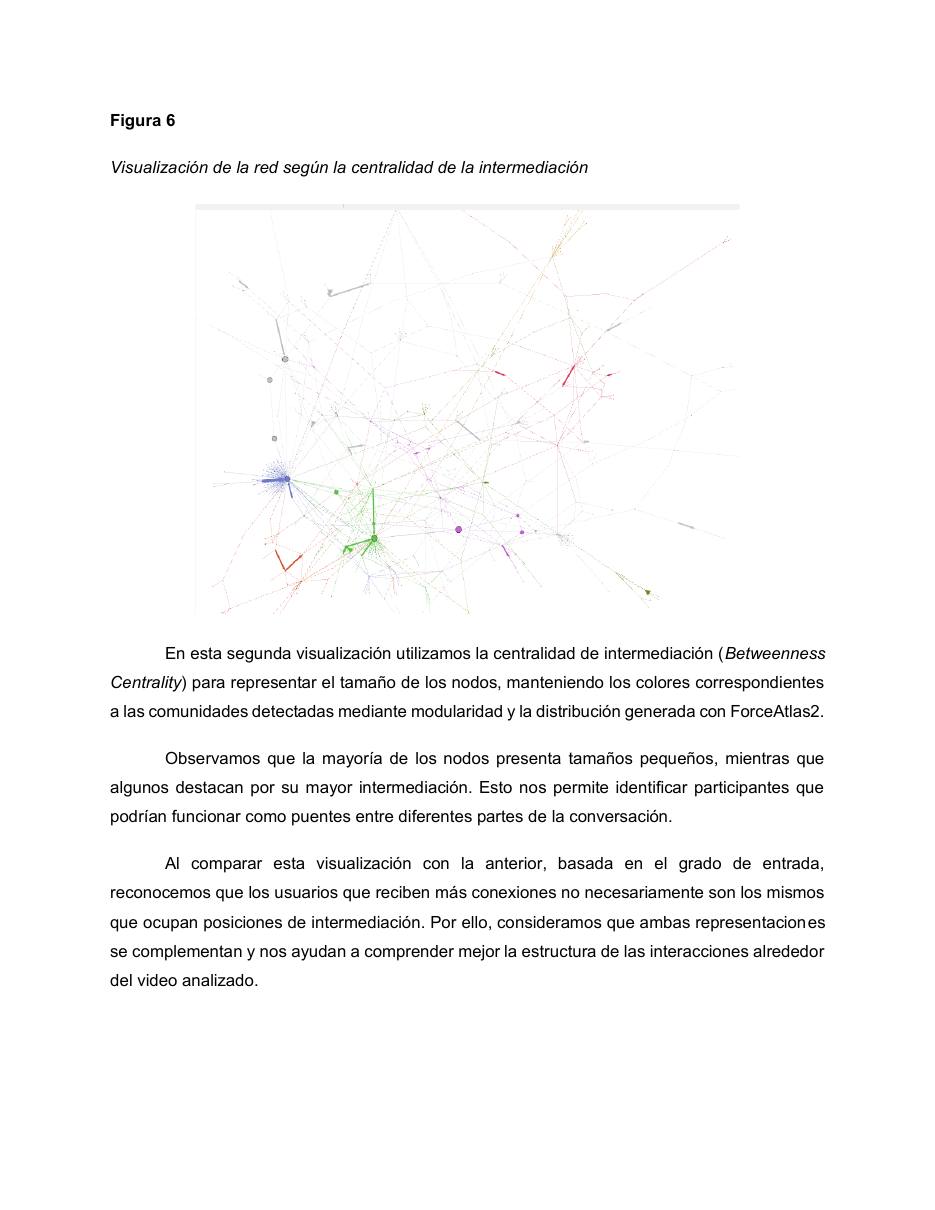 Figura 6
Visualización de la red según la centralidad de la intermediación
En esta segunda visualización utilizamos la centralidad de intermediación (Betweenness
Centrality) para representar el tamaño de los nodos, manteniendo los colores correspondientes
a las comunidades detectadas mediante modularidad y la distribución generada con ForceAtlas2.
Observamos que la mayoría de los nodos presenta tamaños pequeños, mientras que
algunos destacan por su mayor intermediación. Esto nos permite identificar participantes que
podrían funcionar como puentes entre diferentes partes de la conversación.
Al comparar esta visualización con la anterior, basada en el grado de entrada,
reconocemos que los usuarios que reciben más conexiones no necesariamente son los mismos
que ocupan posiciones de intermediación. Por ello, consideramos que ambas representaciones
se complementan y nos ayudan a comprender mejor la estructura de las interacciones alrededor
del video analizado.